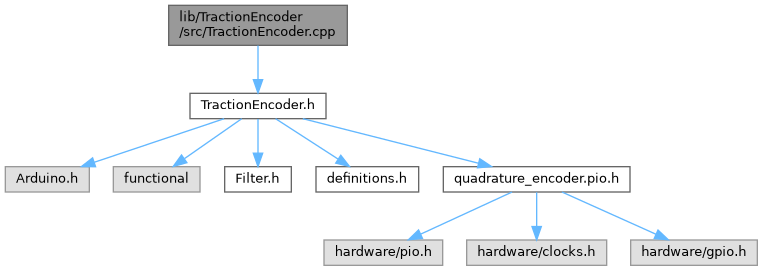 lib/TractionEncoder
/src/TractionEncoder.cpp
TractionEncoder.h
Arduino.h
functional
Filter.h
definitions.h
quadrature_encoder.pio.h
hardware/pio.h
hardware/clocks.h
hardware/gpio.h